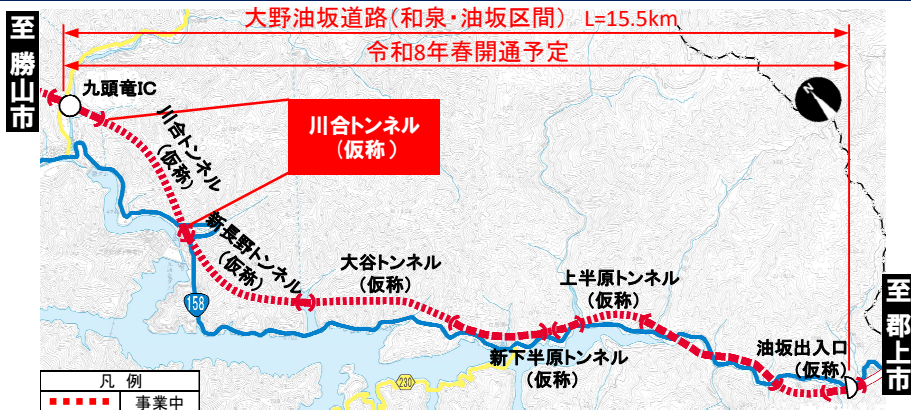 大野油坂道路(和泉・油坂区間) L=15.5km
令和8年春開通予定
至 勝山市
九頭竜IC
川合トンネル
(仮称)
川合トンネル
(仮称)
N
新長野トンネル
(仮称)
158
大谷トンネル
(仮称)
上半原トンネル
(仮称)
新下半原トンネル
(仮称)
230
油坂出入口
(仮称)
至 郡上市
凡 例
事業中